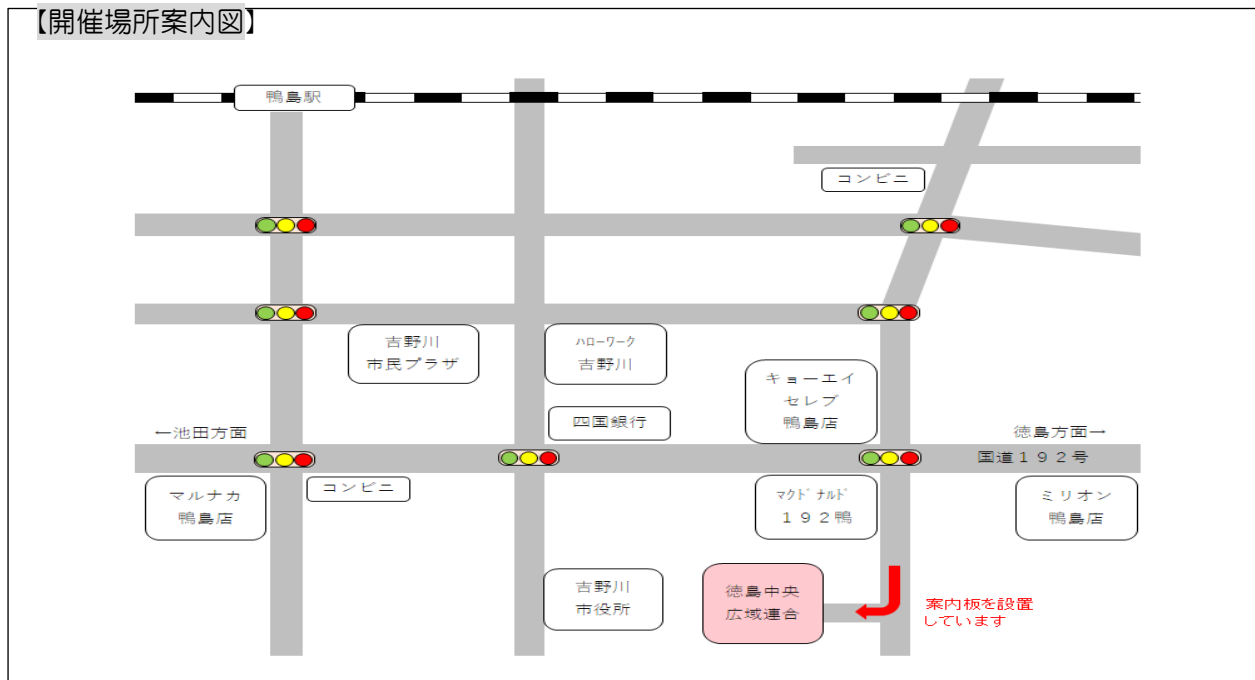 【開催場所案内図】
鴨島駅
コンビニ
吉野川
市民プラザ
ハローワーク
吉野川
キョーエイ
セレブ
鴨島店
四国銀行
←池田方面
徳島方面→
国道192号
マルナカ
鴨島店
コンビニ
マクドナルド
192鴨
ミリオン
鴨島店
吉野川
市役所
徳島中央
広域連合
案内板を設置
しています